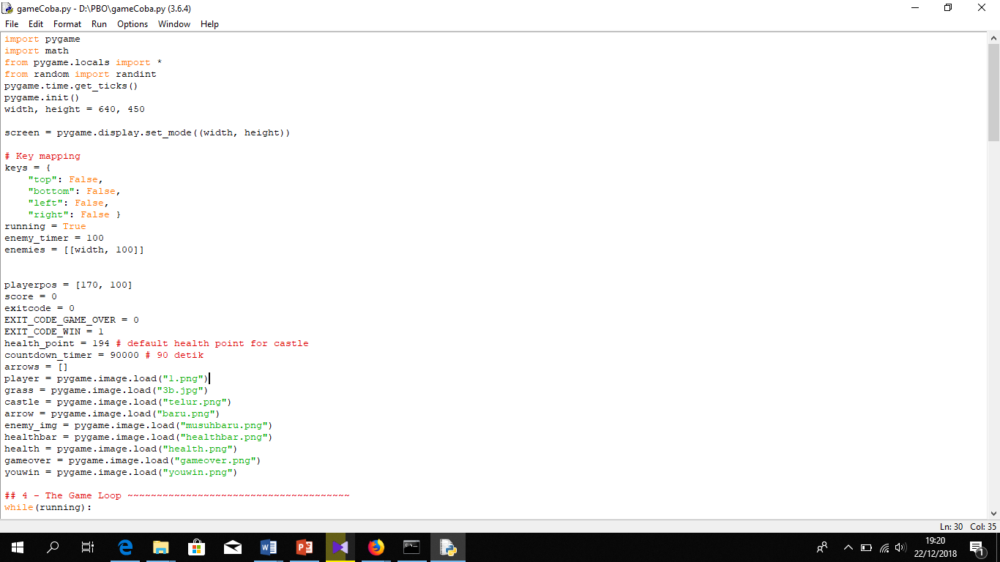 gameCoba.py - D:\PBO\gameCoba.py (3.6.4)
File Edit Format Run Options Window Help
import pygame
import math
from pygame.locals import *
from random import randint
pygame.time.get_ticks()
pygame.init()
width, height = 640, 450

screen = pygame.display.set_mode((width, height))

# Key mapping
keys = {
    "top": False,
    "bottom": False,
    "left": False,
    "right": False }
running = True
enemy_timer = 100
enemies = [[width, 100]]


playerpos = [170, 100]
score = 0
exitcode = 0
EXIT_CODE_GAME_OVER = 0
EXIT_CODE_WIN = 1
health_point = 194 # default health point for castle
countdown_timer = 90000 # 90 detik
arrows = []
player = pygame.image.load("1.png")
grass = pygame.image.load("3b.jpg")
castle = pygame.image.load("telur.png")
arrow = pygame.image.load("baru.png")
enemy_img = pygame.image.load("musuhbaru.png")
healthbar = pygame.image.load("healthbar.png")
health = pygame.image.load("health.png")
gameover = pygame.image.load("gameover.png")
youwin = pygame.image.load("youwin.png")

## 4 - The Game Loop ~~~~~~~~~~~~~~~~~~~~~~~~~~~~~~~~~~~~~~
while(running):
Ln: 30 Col: 35
19:20
22/12/2018
1